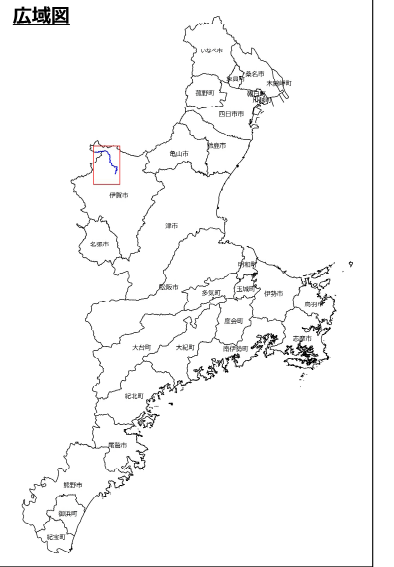 広域図
いなべ市
桑名市
東員町
木曽岬町
菰野町
朝日町
川越町
四日市市
鈴鹿市
亀山市
伊賀市
津市
名張市
明和町
松阪市
多気町
玉城町
伊勢市
鳥羽市
度会町
志摩市
大台町
大紀町
南伊勢町
紀北町
尾鷲市
熊野市
御浜町
紀宝町